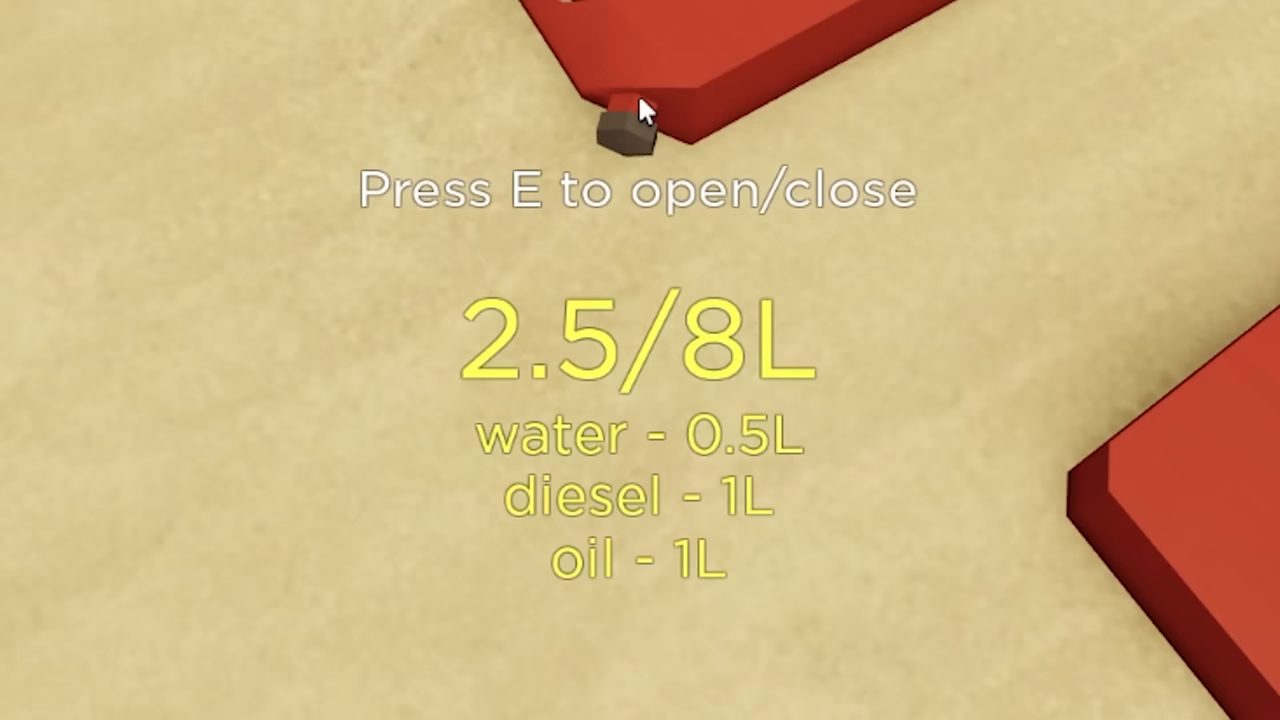 Press E to open/close
2.5/8L
water - 0.5L
diesel - 1L
oil - 1L